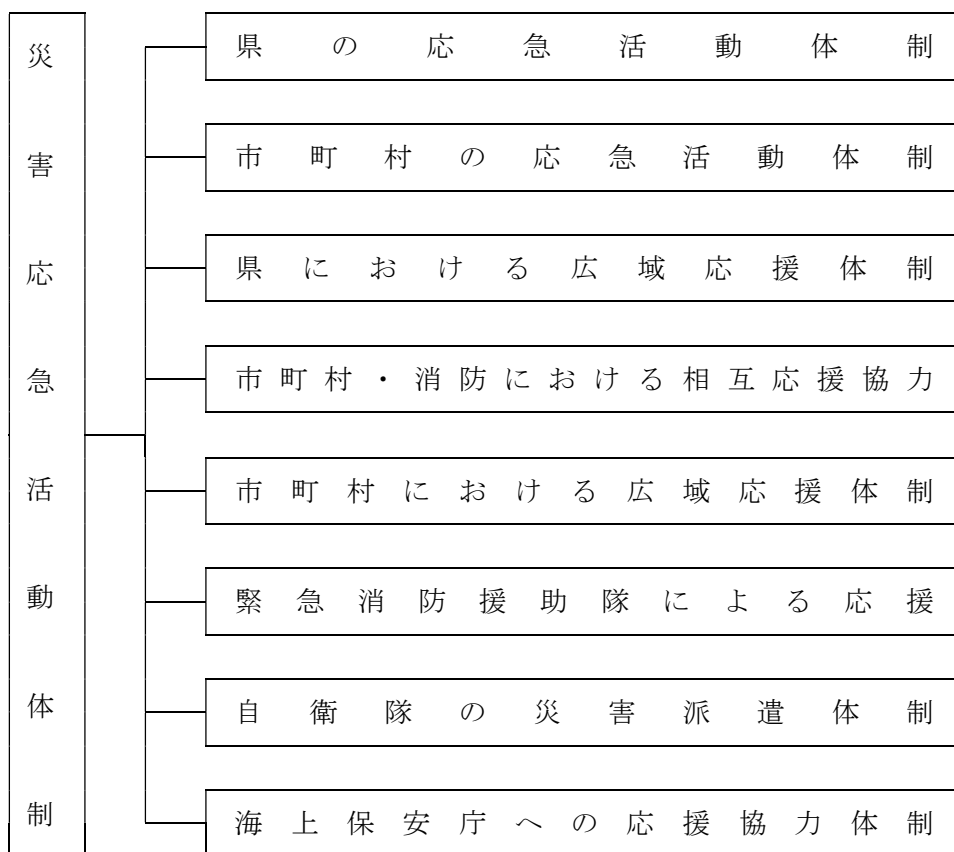 災害応急活動体制
県の応急活動体制
市町村の応急活動体制
県における広域応援体制
市町村・消防における相互応援協力
市町村における広域応援体制
緊急消防援助隊による応援
自衛隊の災害派遣体制
海上保安庁への応援協力体制